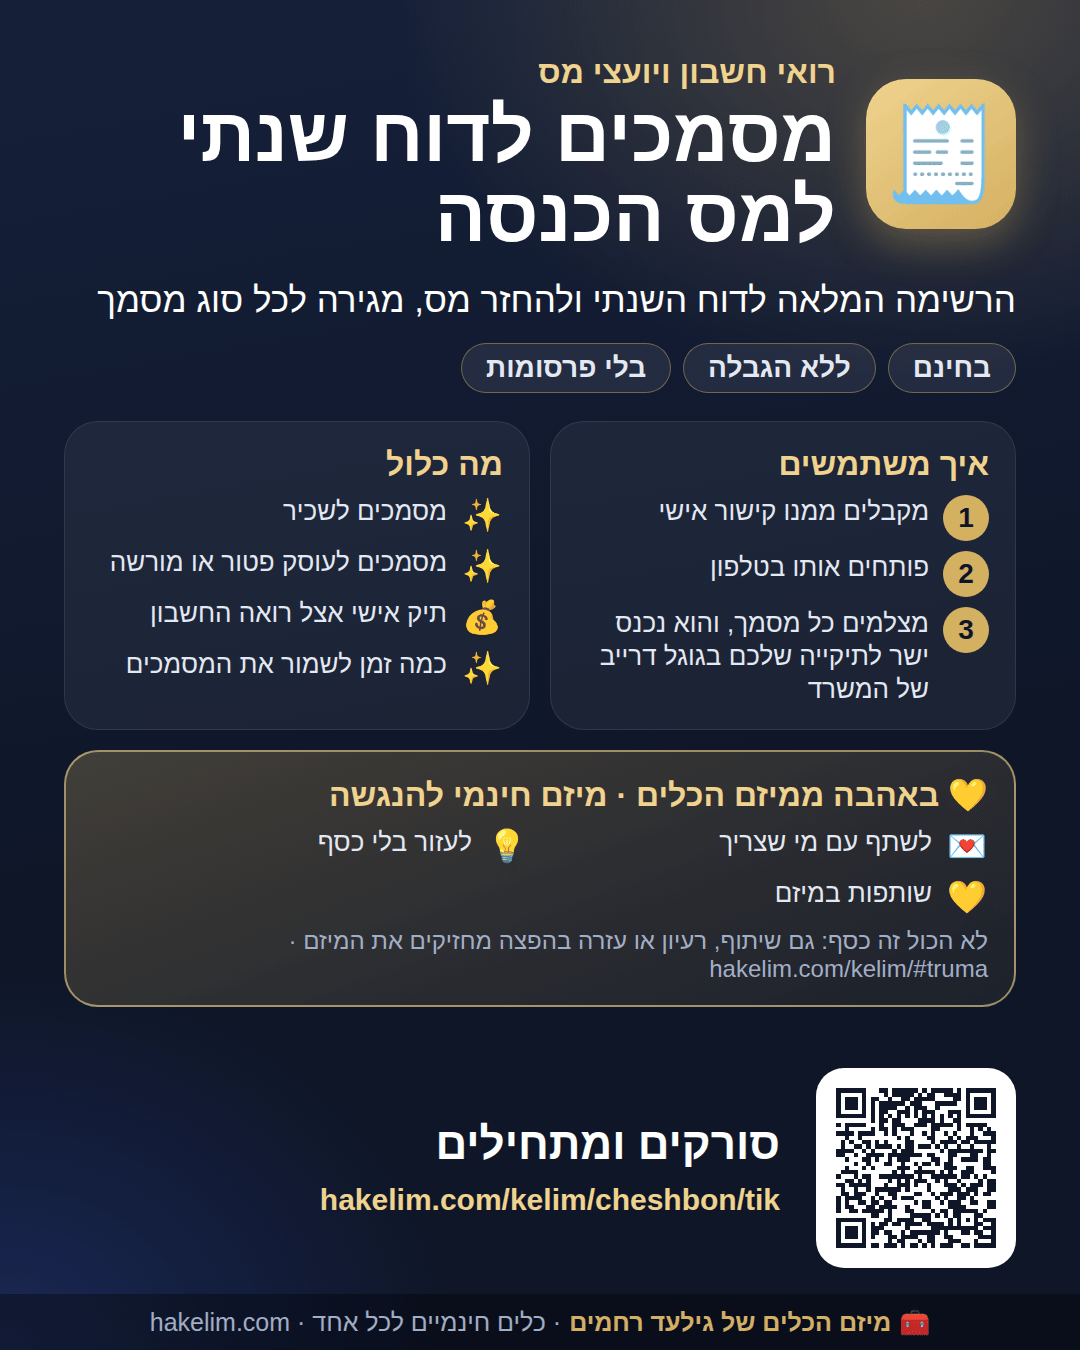 רואי חשבון ויועצי מס
מסמכים לדוח שנתי
למס הכנסה
הרשימה המלאה לדוח השנתי ולהחזר מס, מגירה לכל סוג מסמך
בחינם
ללא הגבלה
בלי פרסומות
איך משתמשים
1 מקבלים ממנו קישור אישי
2 פותחים אותו בטלפון
3 מצלמים כל מסמך, והוא נכנס
ישר לתיקייה שלכם בגוגל דרייב
של המשרד
מה כלול
מסמכים לשכיר
מסמכים לעוסק פטור או מורשה
תיק אישי אצל רואה החשבון
כמה זמן לשמור את המסמכים
באהבה ממיזם הכלים · מיזם חינמי להנגשה
לשתף עם מי שצריך
לעזור בלי כסף
שותפות במיזם
לא הכול זה כסף: גם שיתוף, רעיון או עזרה בהפצה מחזיקים את המיזם ·
hakelim.com/kelim/#truma
סורקים ומתחילים
hakelim.com/kelim/cheshbon/tik
מיזם הכלים של גילעד רחמים · כלים חינמיים לכל אחד · hakelim.com